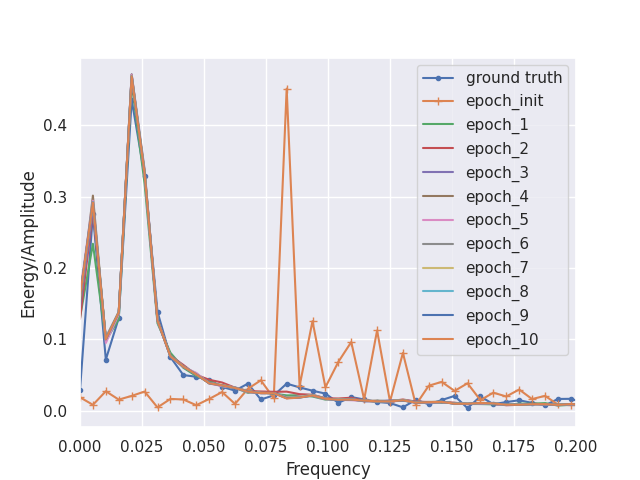 ground truth
epoch_init
epoch_1
epoch_2
epoch_3
epoch_4
epoch_5
epoch_6
epoch_7
epoch_8
epoch_9
epoch_10
Energy/Amplitude
0.4
0.3
0.2
0.1
0.0
0.000 0.025 0.050 0.075 0.100 0.125 0.150 0.175 0.200
Frequency